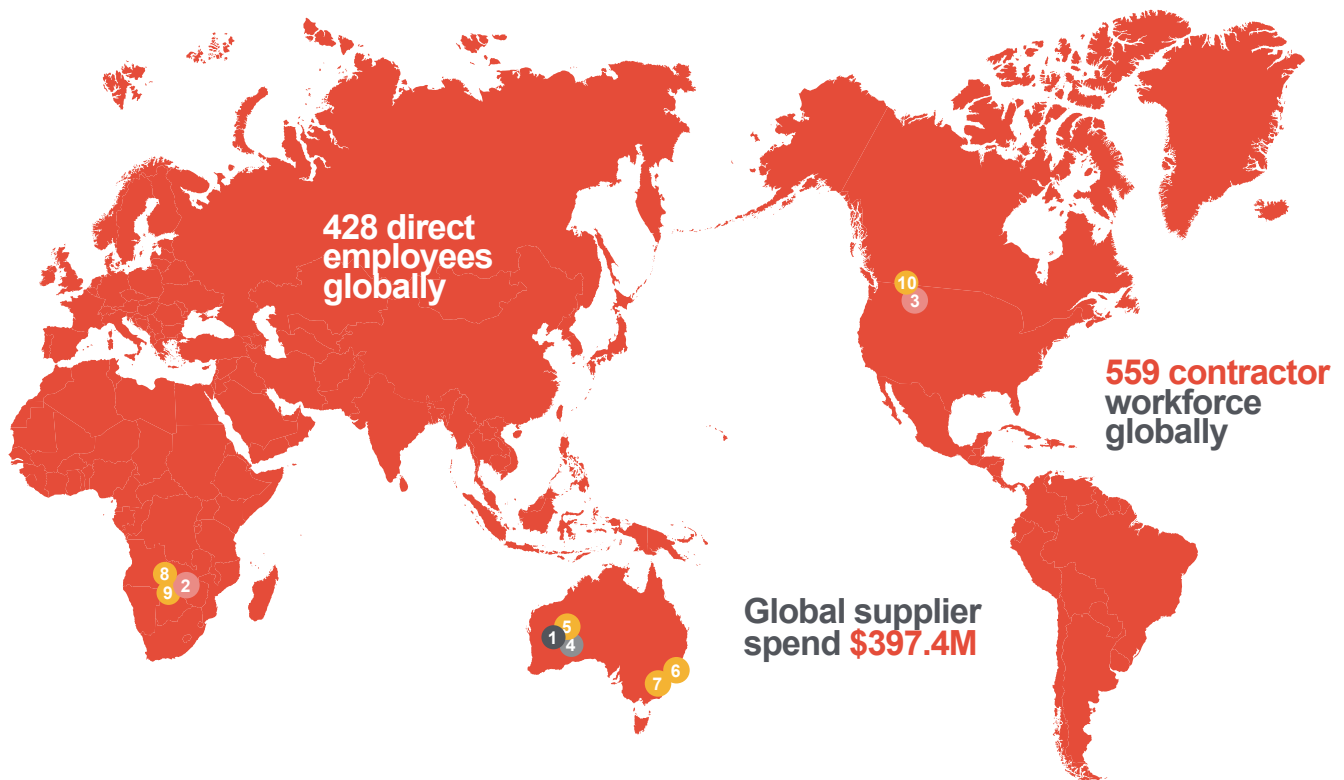 428 direct
employees
globally
10
3
559 contractor
workforce
globally
8
2
9
5
1
4
6
7
Global supplier
spend $397.4M